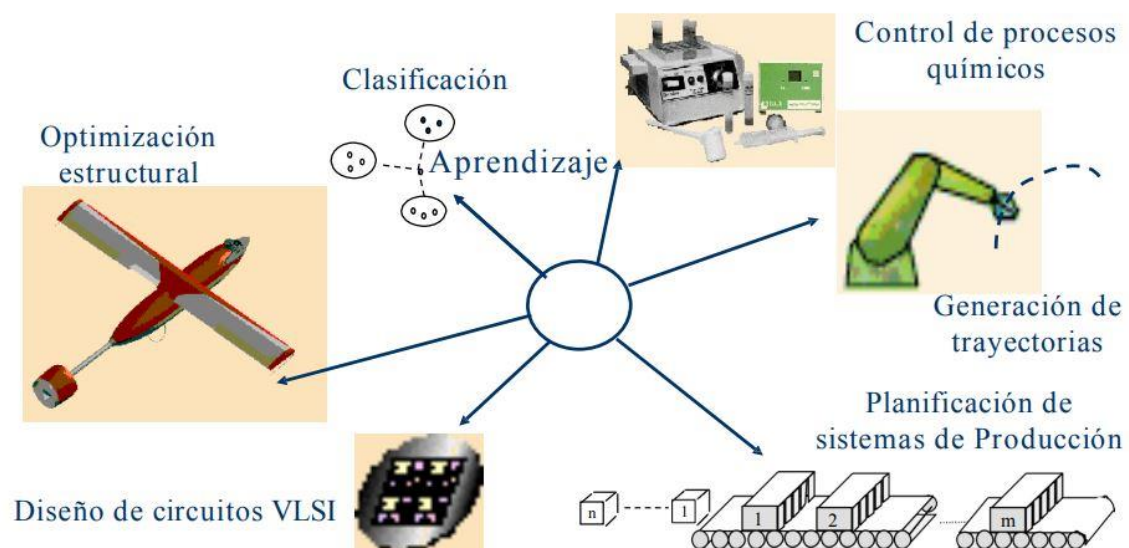 Control de procesos
químicos
Clasificación
Aprendizaje
Optimización
estructural
Generación de
trayectorias
Planificación de
sistemas de Producción
Diseño de circuitos VLSI
n
1
1
2
m